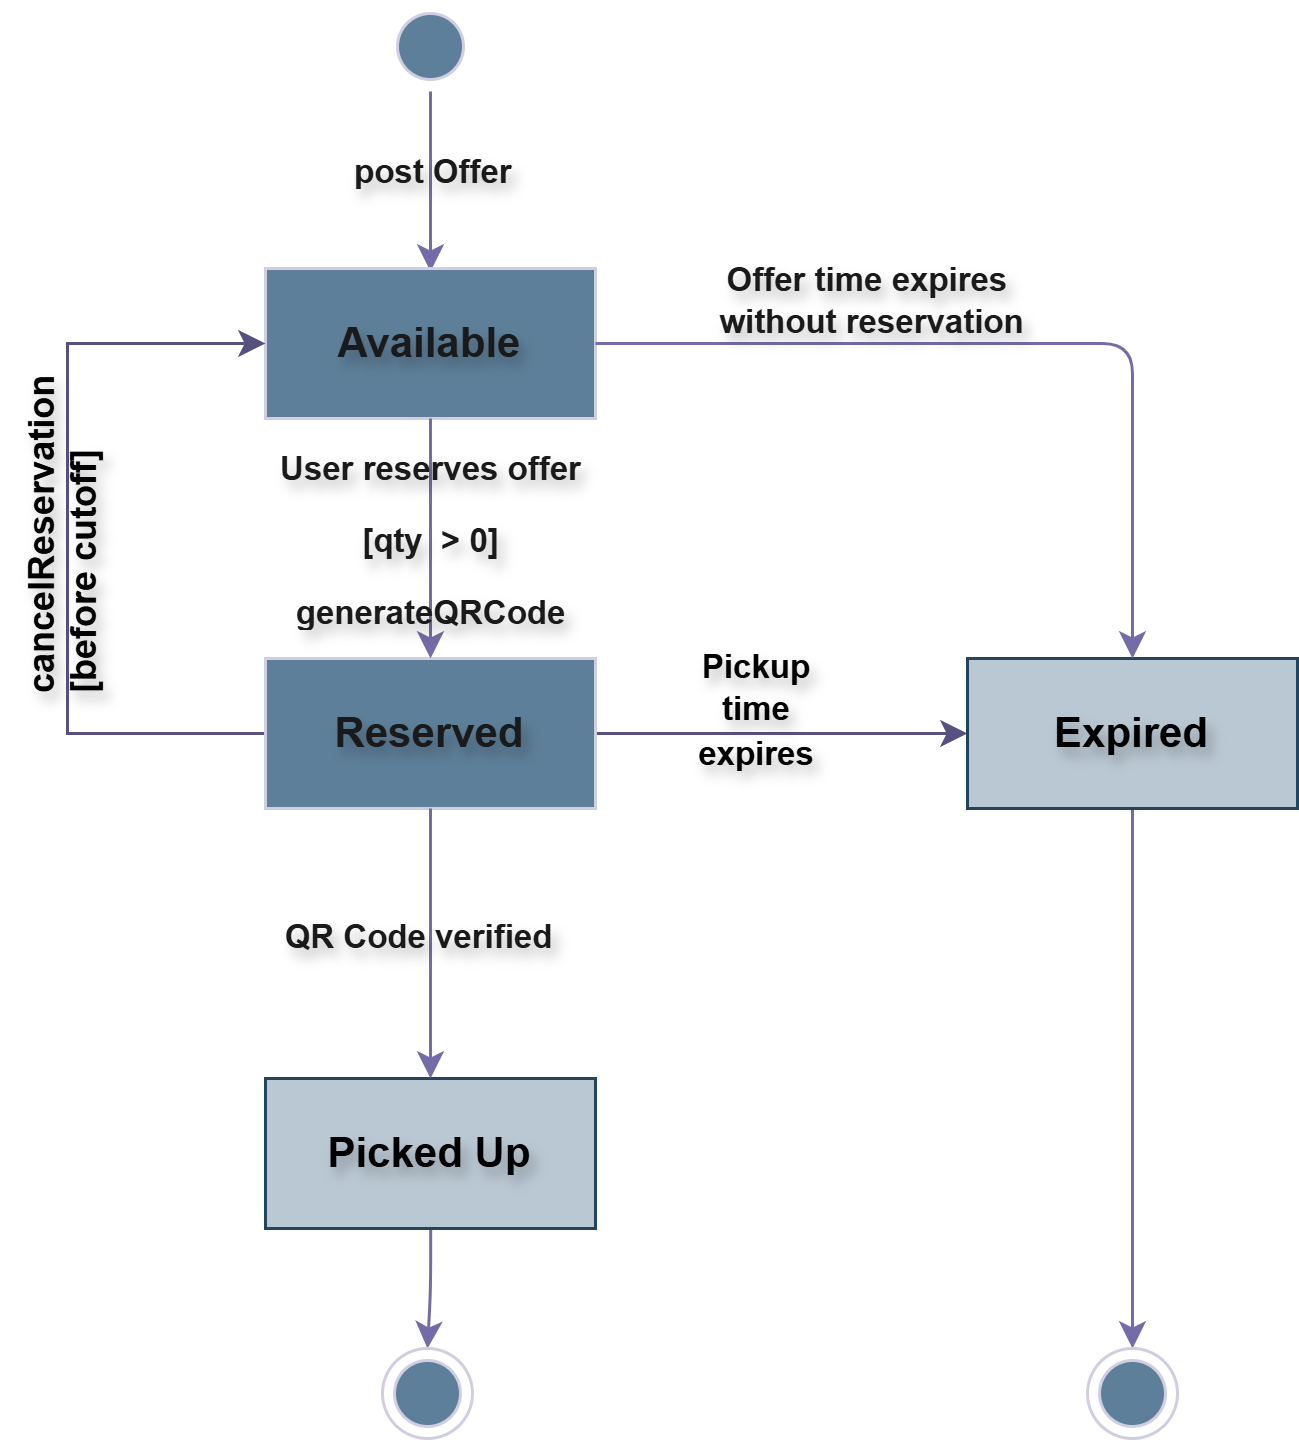 post Offer
Available
Offer time expires
without reservation
User reserves offer
[qty  > 0]
generateQRCode
cancelReservation
[before cutoff]
Reserved
Pickup
time
expires
Expired
QR Code verified
Picked Up